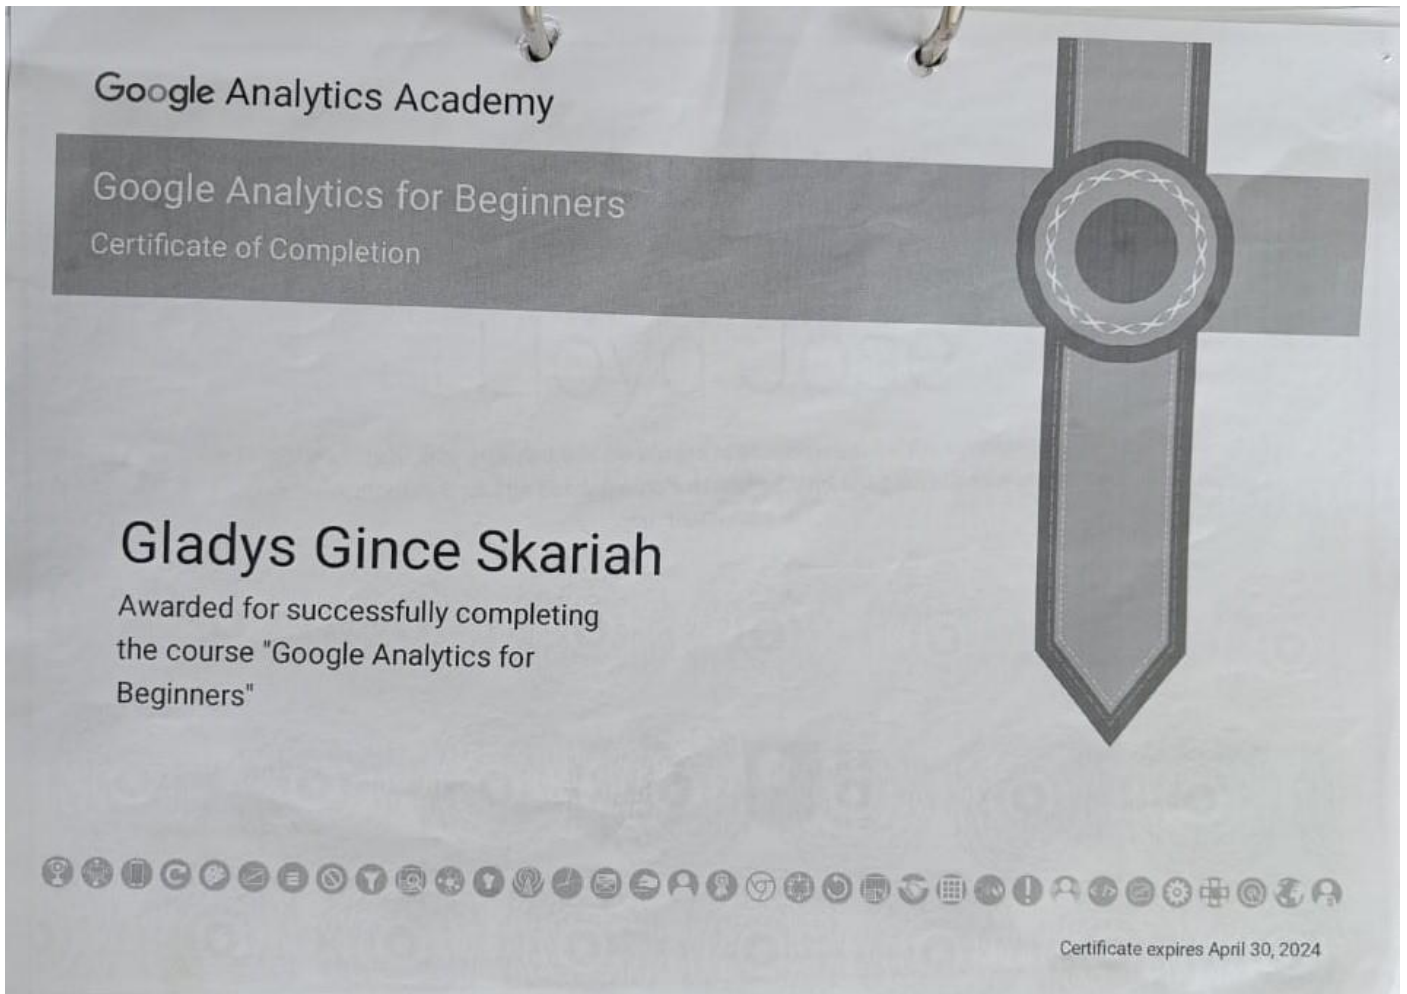 Google Analytics Academy
Google Analytics for Beginners
Certificate of Completion
Gladys Gince Skariah
Awarded for successfully completing
the course "Google Analytics for
Beginners"
Certificate expires April 30, 2024